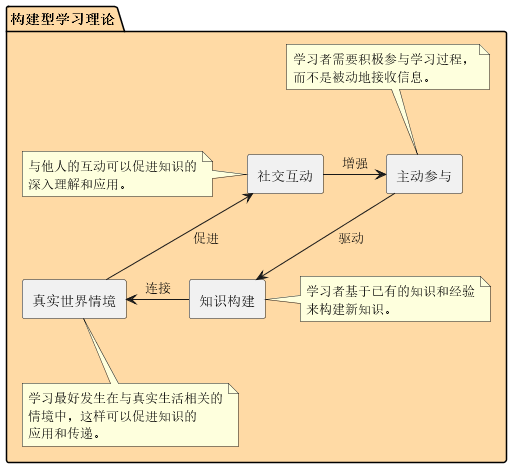 构建型学习理论
学习者需要积极参与学习过程，
而不是被动地接收信息。
与他人的互动可以促进知识的
深入理解和应用。
社交互动
增强
主动参与
促进
驱动
真实世界情境
连接
知识构建
学习者基于已有的知识和经验
来构建新知识。
学习最好发生在与真实生活相关的
情境中，这样可以促进知识的
应用和传递。